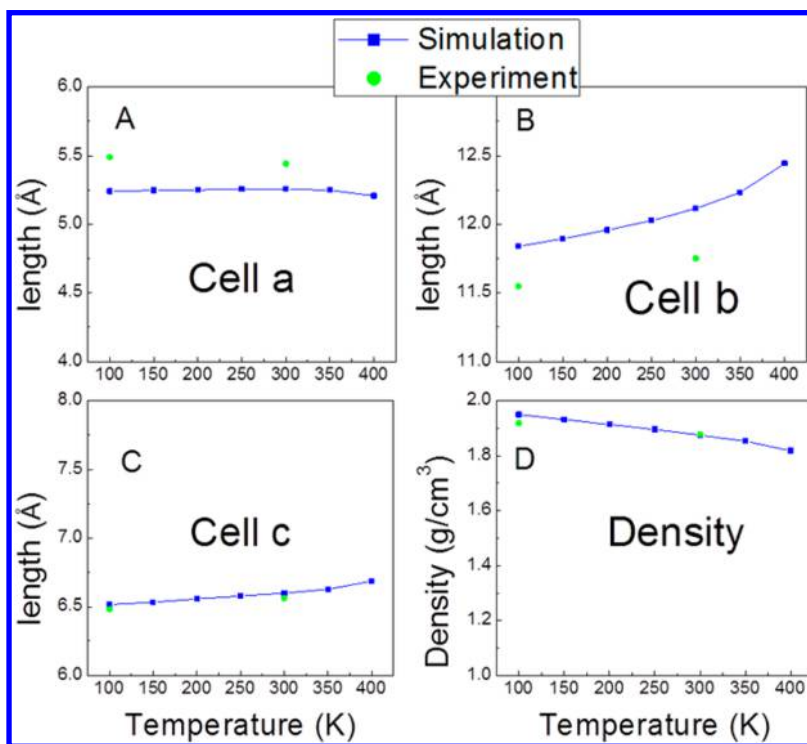 Simulation
Experiment
6.0
5.5
5.0
4.5
4.0
length (Å)
A
Cell a
100 150 200 250 300 350 400
12.5
12.0
11.5
11.0
length (Å)
B
Cell b
100 150 200 250 300 350 400
8.0
7.5
7.0
6.5
6.0
length (Å)
C
Cell c
100 150 200 250 300 350 400
Temperature (K)
2.0
1.8
1.6
1.4
1.2
1.0
Density (g/cm³)
D
Density
100 150 200 250 300 350 400
Temperature (K)